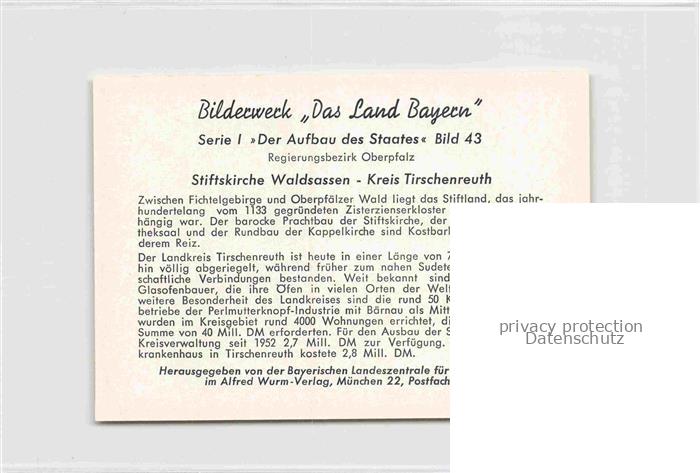 Bilderwerk „Das Land Bayern"
Serie I »Der Aufbau des Staates« Bild 43
Regierungsbezirk Oberpfalz
Stiftskirche Waldsassen - Kreis Tirschenreuth
Zwischen Fichtelgebirge und Oberpfälzer Wald liegt das Stiftland, das jahr-
hundertelang vom 1133 gegründeten Zisterzienserkloster
hängig war. Der barocke Prachtbau der Stiftskirche, der
theksaal und der Rundbau der Kappelkirche sind Kostbar
derem Reiz.
Der Landkreis Tirschenreuth ist heute in einer Länge von 7
hin völlig abgeriegelt, während früher zum nahen Sudete
schaftliche Verbindungen bestanden. Weit bekannt sind
Glasofenbauer, die ihre Öfen in vielen Orten der Welt
weitere Besonderheit des Landkreises sind die rund 50 K
betriebe der Perlmutterknopf-Industrie mit Bärnau als Mitt
wurden im Kreisgebiet rund 4000 Wohnungen errichtet, di
Summe von 40 Mill. DM erforderten. Für den Ausbau der S
Kreisverwaltung seit 1952 2,7 Mill. DM zur Verfügung.
krankenhaus in Tirschenreuth kostete 2,8 Mill. DM.
Herausgegeben von der Bayerischen Landeszentrale für
im Alfred Wurm-Verlag, München 22, Postfach
privacy protection
Datenschutz